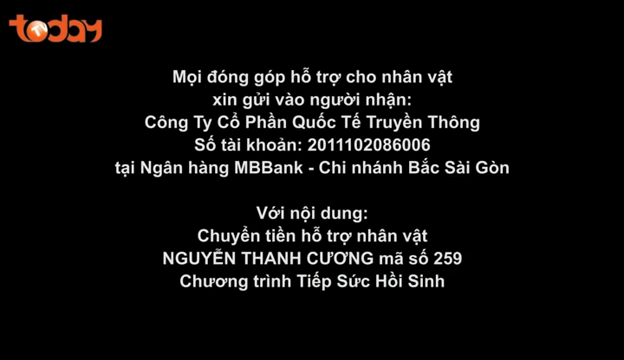 today
TV
Mọi đóng góp hỗ trợ cho nhân vật
xin gửi vào người nhận:
Công Ty Cổ Phần Quốc Tế Truyền Thông
Số tài khoản: 2011102086006
tại Ngân hàng MBBank - Chi nhánh Bắc Sài Gòn
Với nội dung:
Chuyển tiền hỗ trợ nhân vật
NGUYỄN THANH CƯƠNG mã số 259
Chương trình Tiếp Sức Hồi Sinh